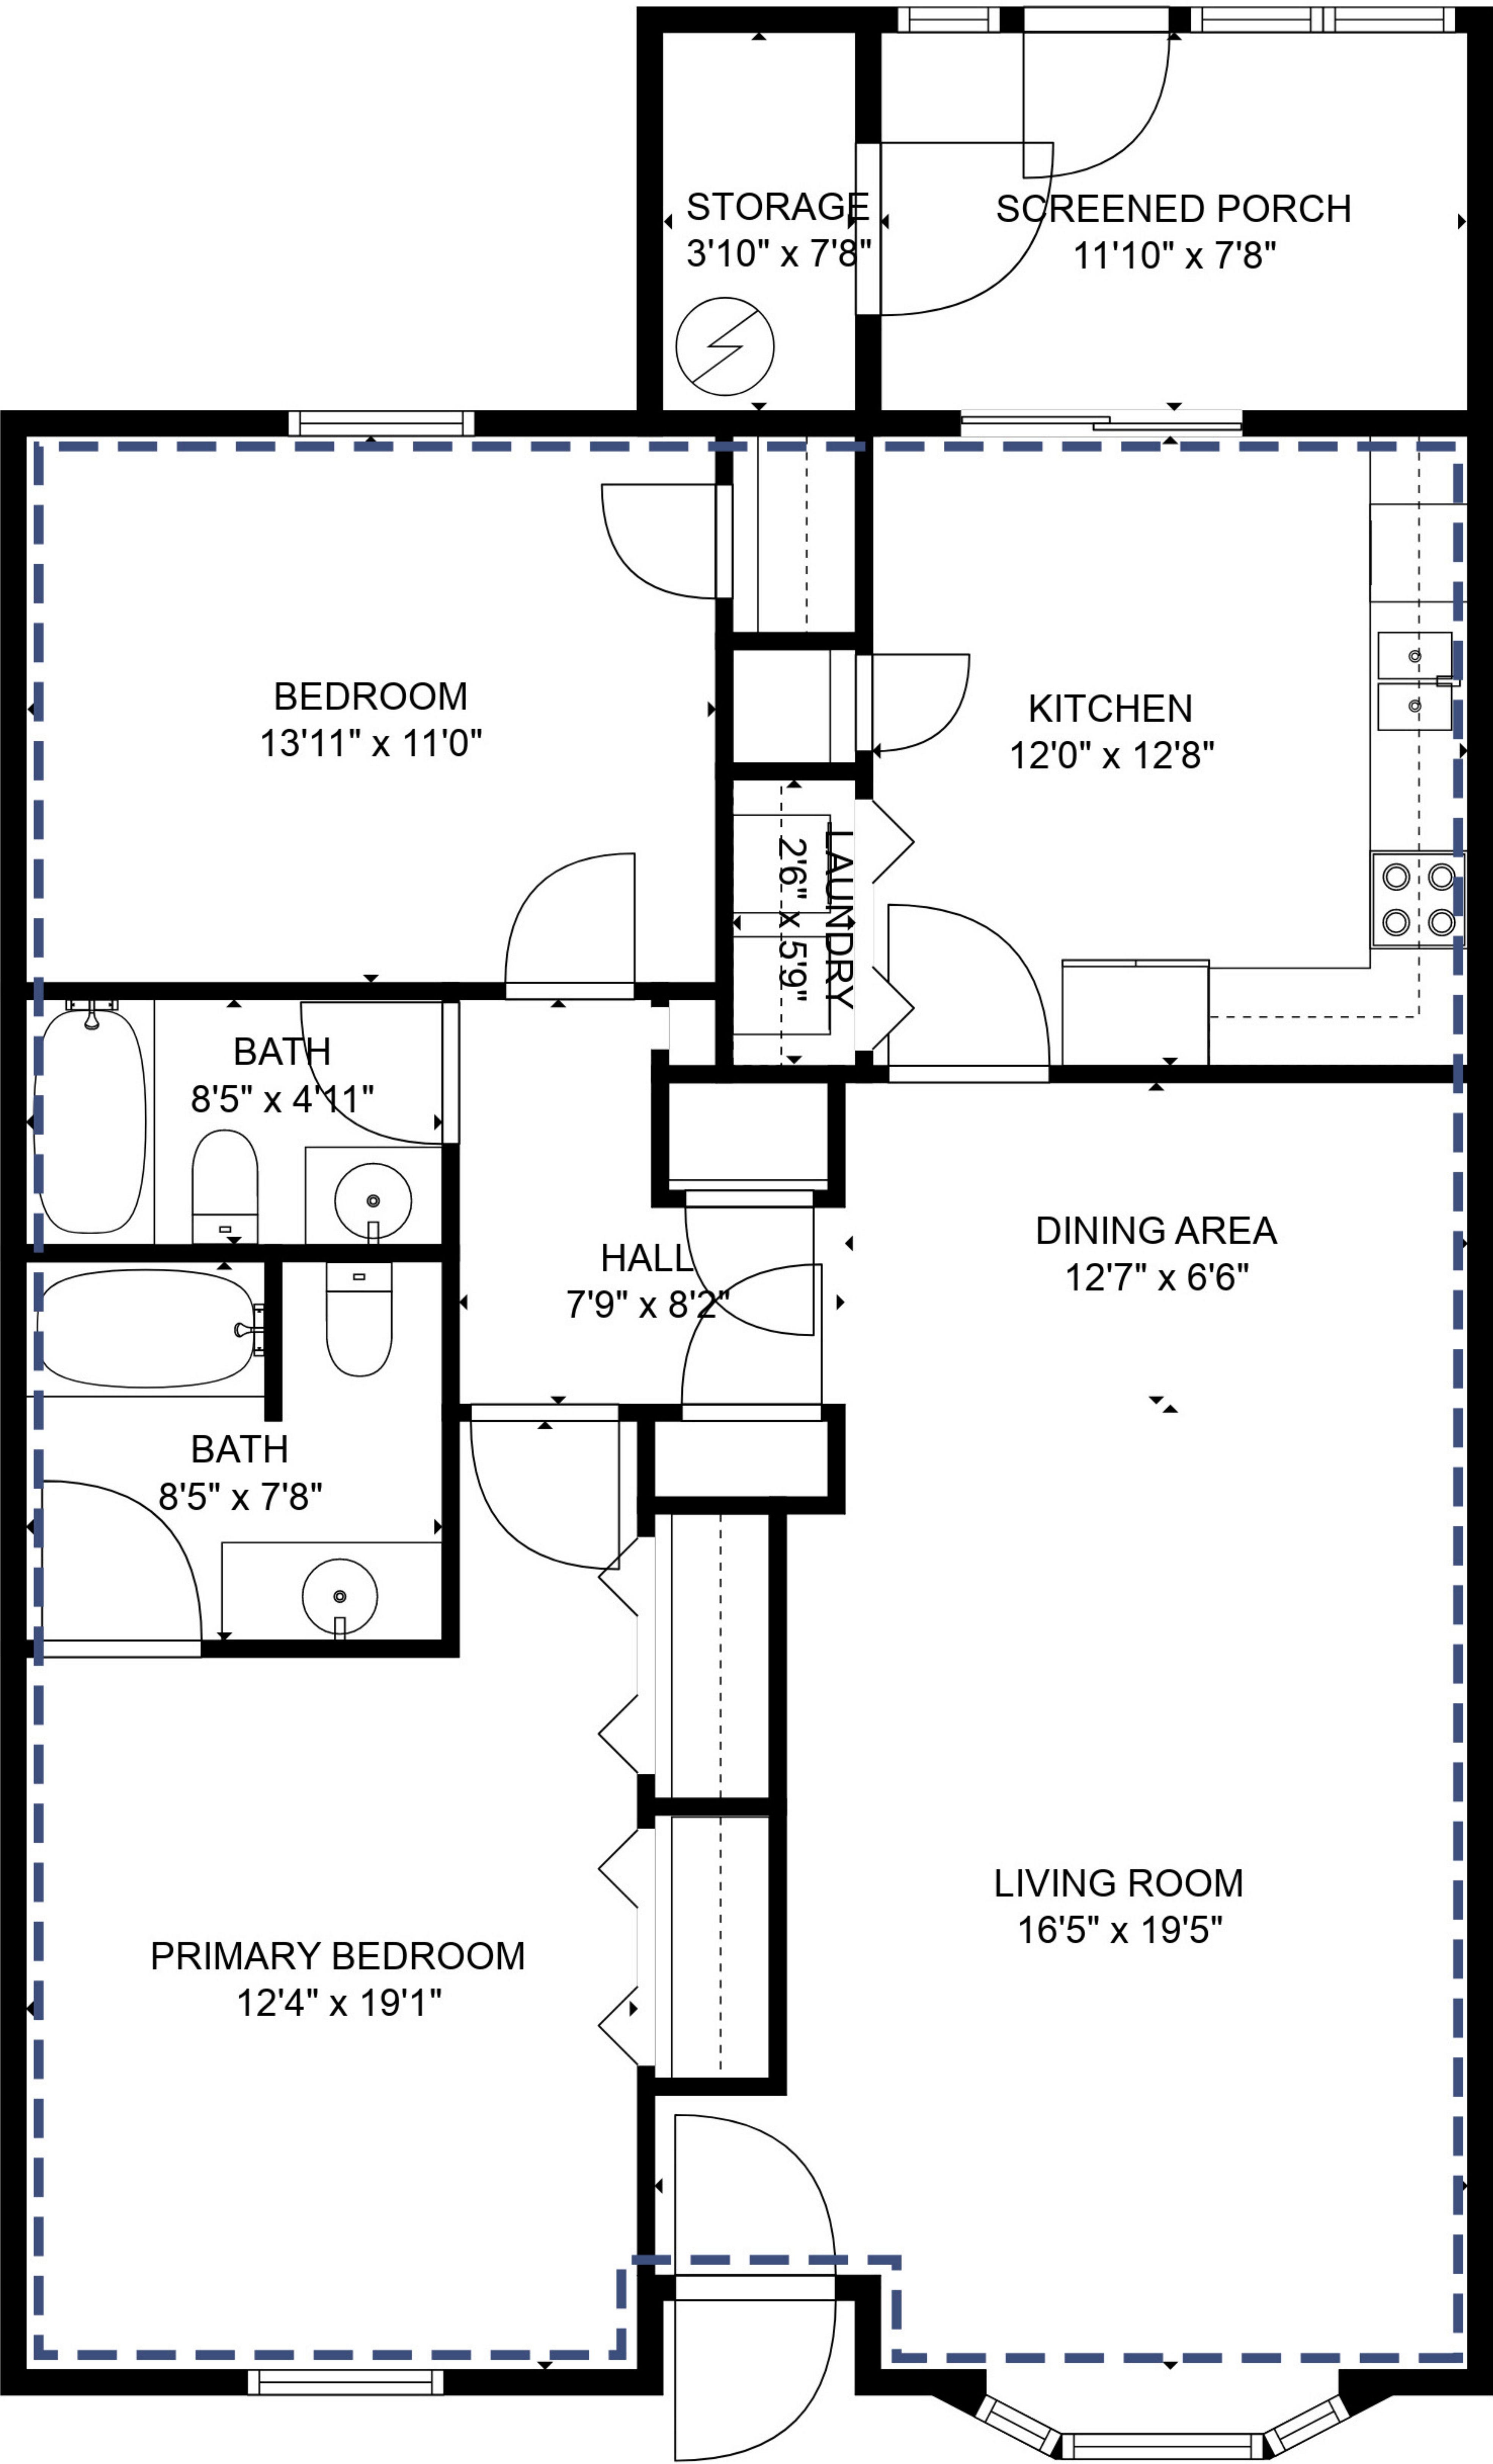 STORAGE
3'10" x 7'8"
SCREENED PORCH
11'10" x 7'8"
BEDROOM
13'11" x 11'0"
KITCHEN
12'0" x 12'8"
LAUNDRY
2'6" x 5'9"
BATH
8'5" x 4'11"
HALL
7'9" x 8'2"
DINING AREA
12'7" x 6'6"
BATH
8'5" x 7'8"
PRIMARY BEDROOM
12'4" x 19'1"
LIVING ROOM
16'5" x 19'5"